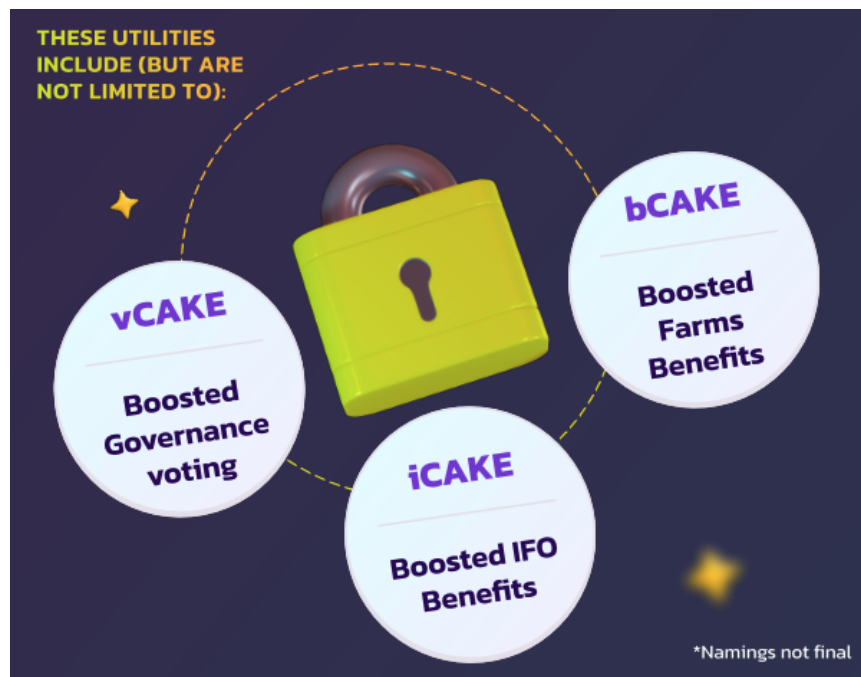 THESE UTILITIES
INCLUDE (BUT ARE
NOT LIMITED TO):
vCAKE
Boosted
Governance
voting
iCAKE
Boosted IFO
Benefits
bCAKE
Boosted
Farms
Benefits
*Namings not final